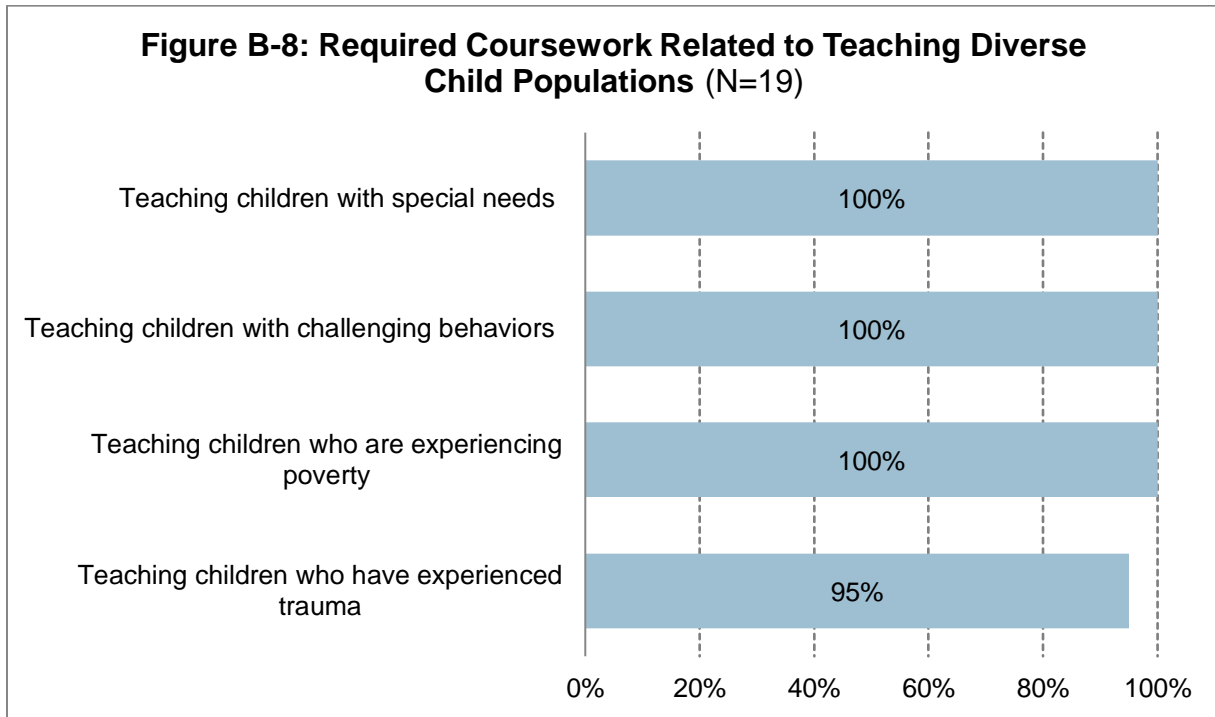 Figure B-8: Required Coursework Related to Teaching Diverse
Child Populations (N=19)
Teaching children with special needs
100%
Teaching children with challenging behaviors
100%
Teaching children who are experiencing
poverty
100%
Teaching children who have experienced
trauma
95%
0% 20% 40% 60% 80% 100%